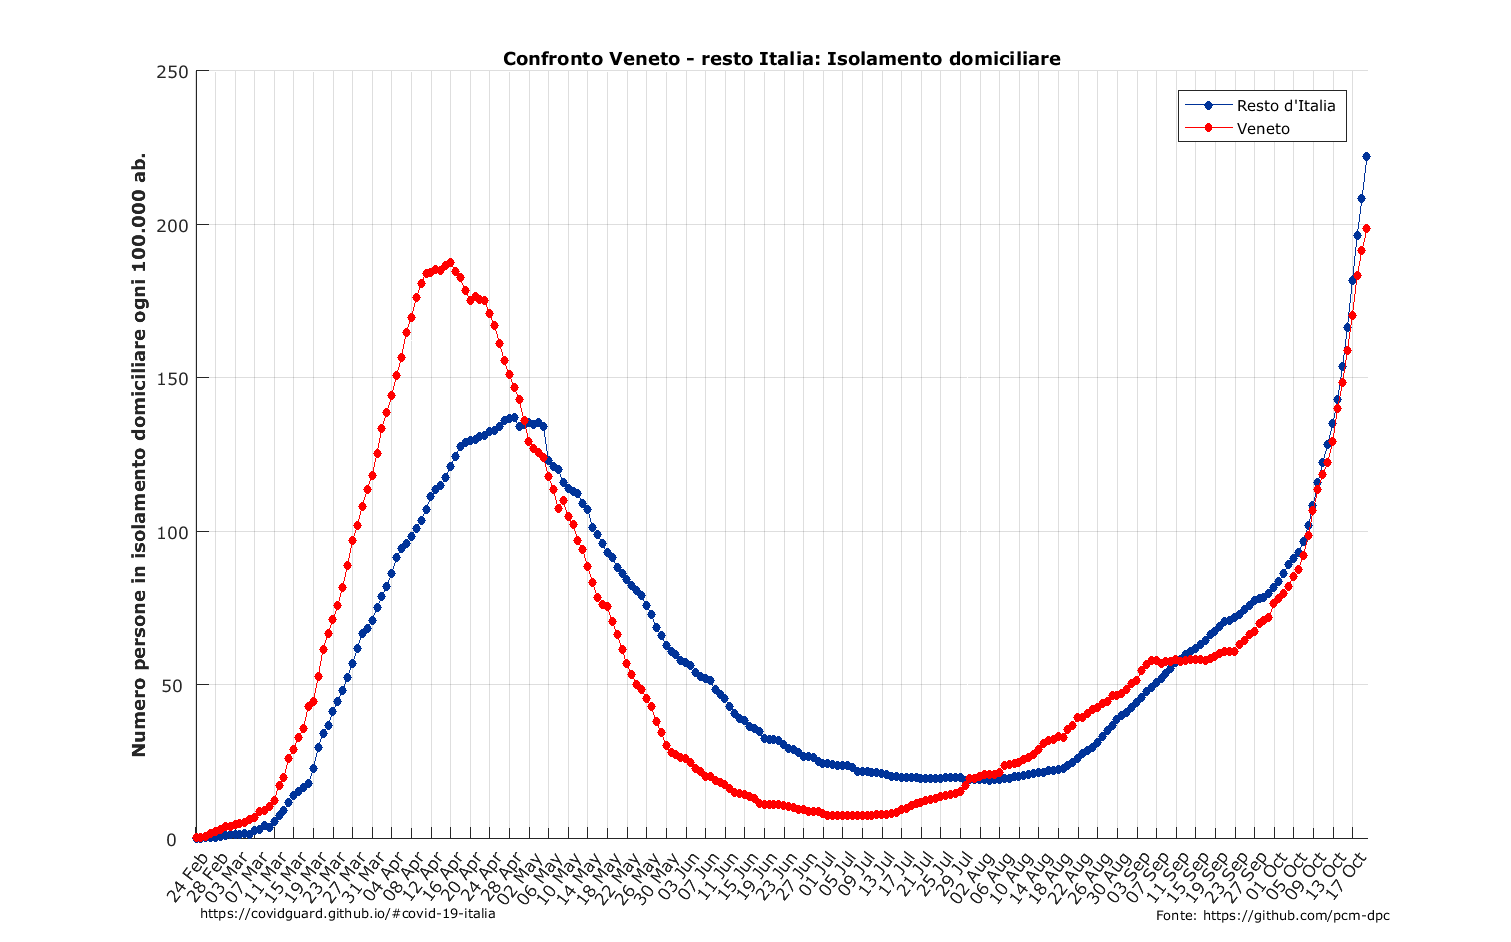 Confronto Veneto - resto Italia: Isolamento domiciliare
Numero persone in isolamento domiciliare ogni 100.000 ab.
250
200
150
100
50
0
Resto d'Italia
Veneto
24 Feb
28 Feb
03 Mar
07 Mar
11 Mar
15 Mar
19 Mar
23 Mar
27 Mar
31 Mar
04 Apr
08 Apr
12 Apr
16 Apr
20 Apr
24 Apr
28 Apr
02 May
06 May
10 May
14 May
18 May
22 May
26 May
30 May
03 Jun
07 Jun
11 Jun
15 Jun
19 Jun
23 Jun
27 Jun
01 Jul
05 Jul
09 Jul
13 Jul
17 Jul
21 Jul
25 Jul
29 Jul
02 Aug
06 Aug
10 Aug
14 Aug
18 Aug
22 Aug
26 Aug
30 Aug
03 Sep
07 Sep
11 Sep
15 Sep
19 Sep
23 Sep
27 Sep
01 Oct
05 Oct
09 Oct
13 Oct
17 Oct
https://covidguard.github.io/#covid-19-italia
Fonte: https://github.com/pcm-dpc